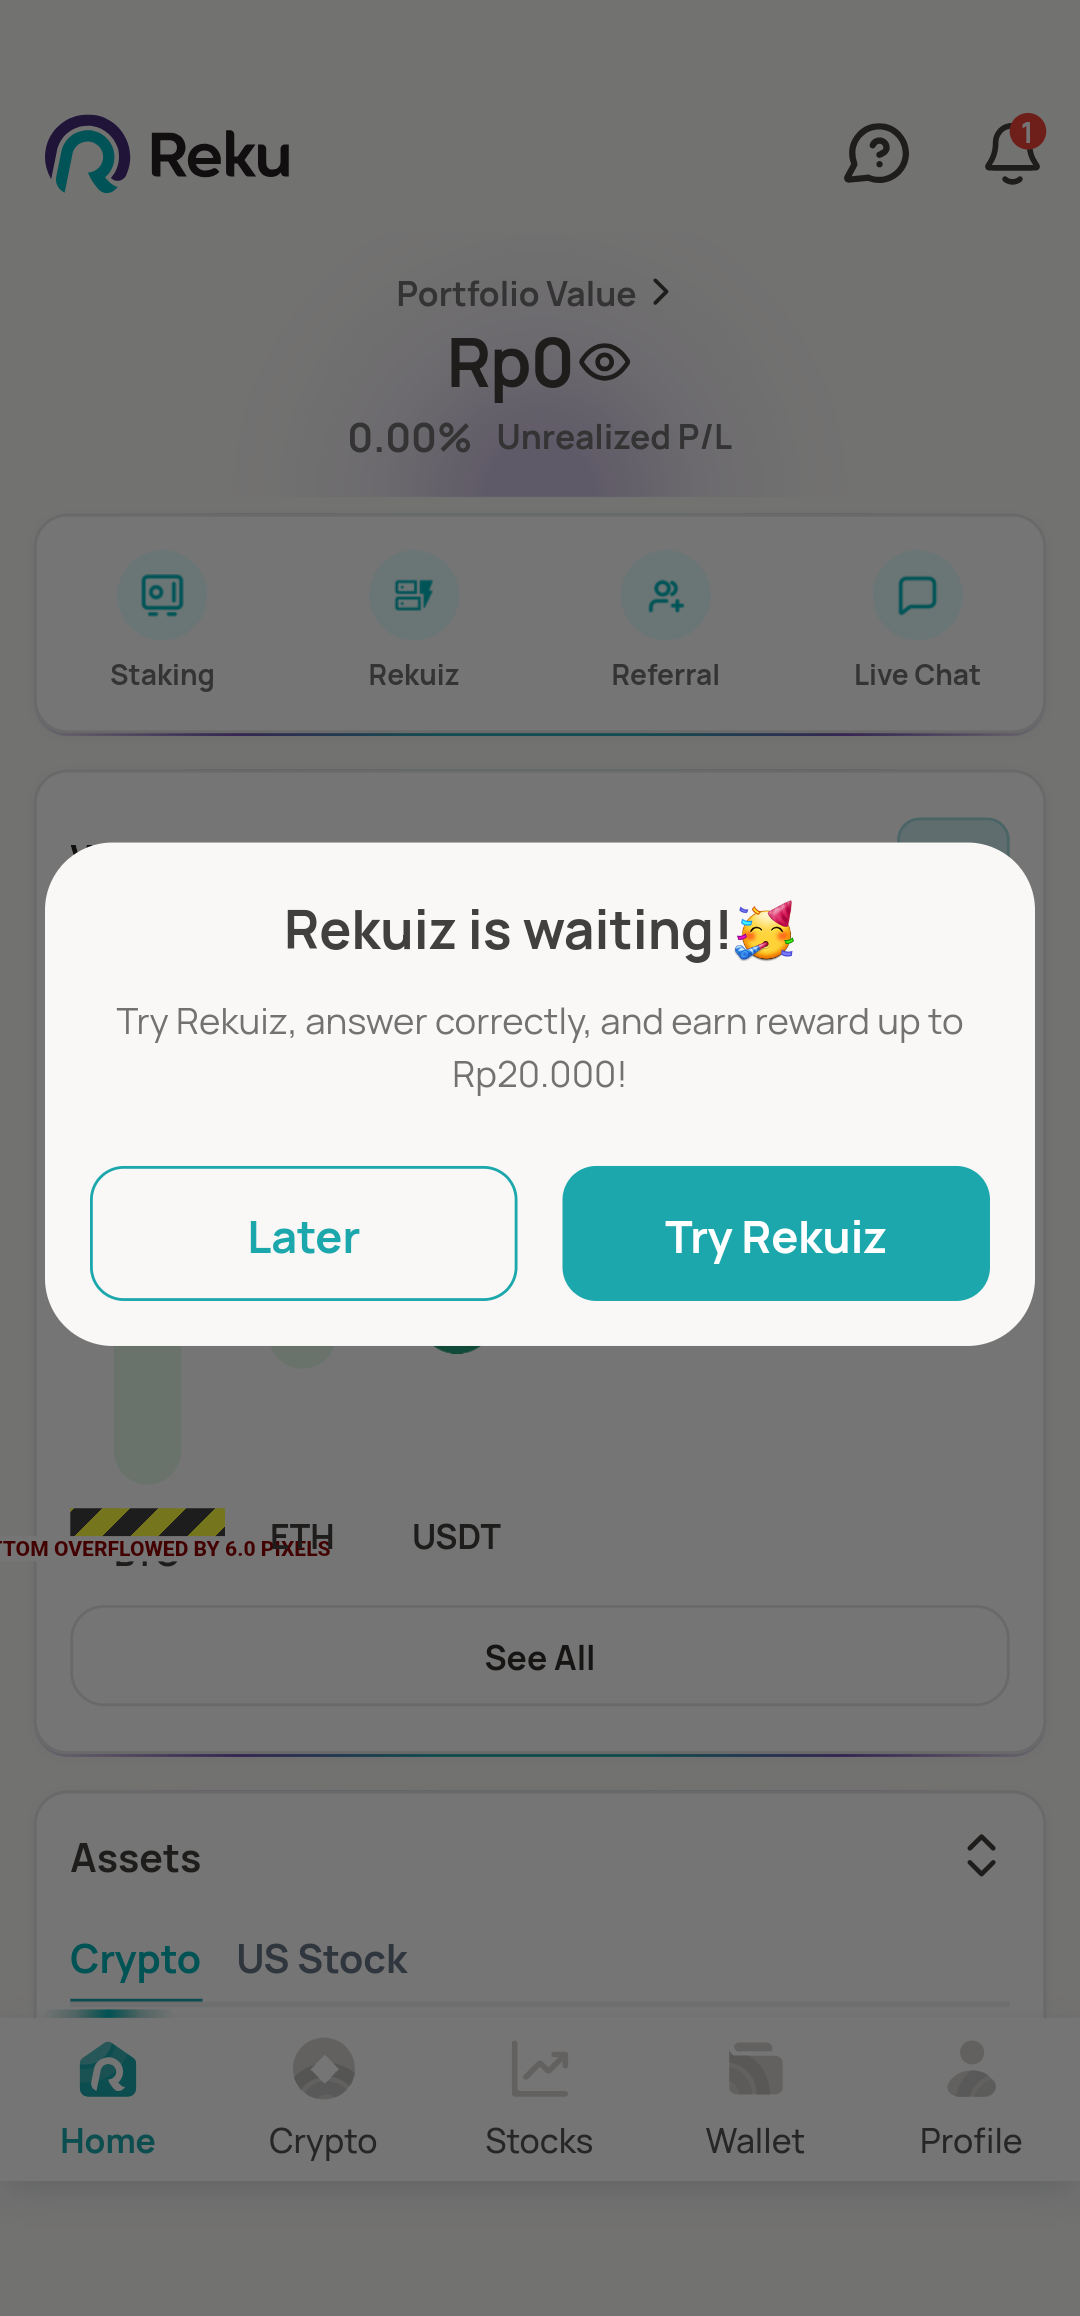 Reku
1
Portfolio Value
Rp0
0.00% Unrealized P/L
Staking Rekuiz Referral Live Chat
Rekuiz is waiting!🥳
Try Rekuiz, answer correctly, and earn reward up to
Rp20.000!
Later Try Rekuiz
ETH USDT
OVERFLOWED BY 6.0 PIXELS
See All
Assets
Crypto US Stock
Home Crypto Stocks Wallet Profile